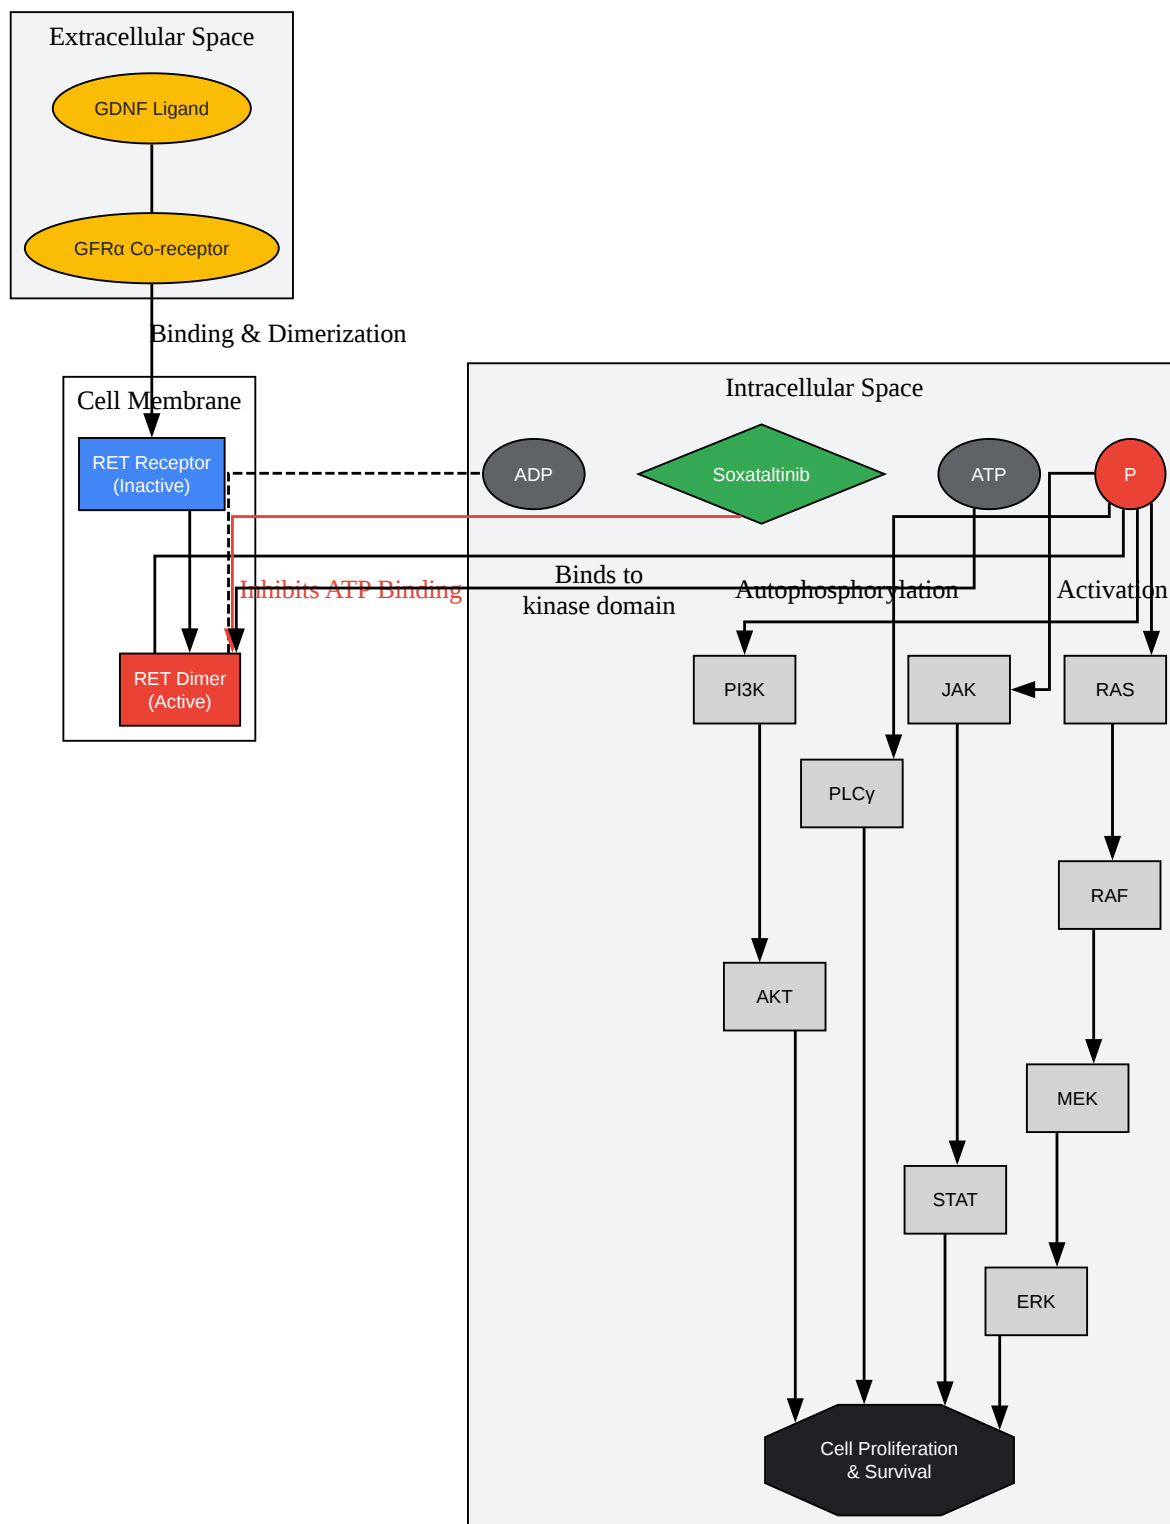 Extracellular Space
GDNF Ligand
GFRα Co-receptor
Binding & Dimerization
Cell Membrane
RET Receptor
(Inactive)
Intracellular Space
ADP
Soxataltinib
ATP
P
Inhibits ATP Binding
Binds to
kinase domain
Autophosphorylation
Activation
RET Dimer
(Active)
PI3K
JAK
RAS
PLCγ
RAF
AKT
MEK
STAT
ERK
Cell Proliferation
& Survival